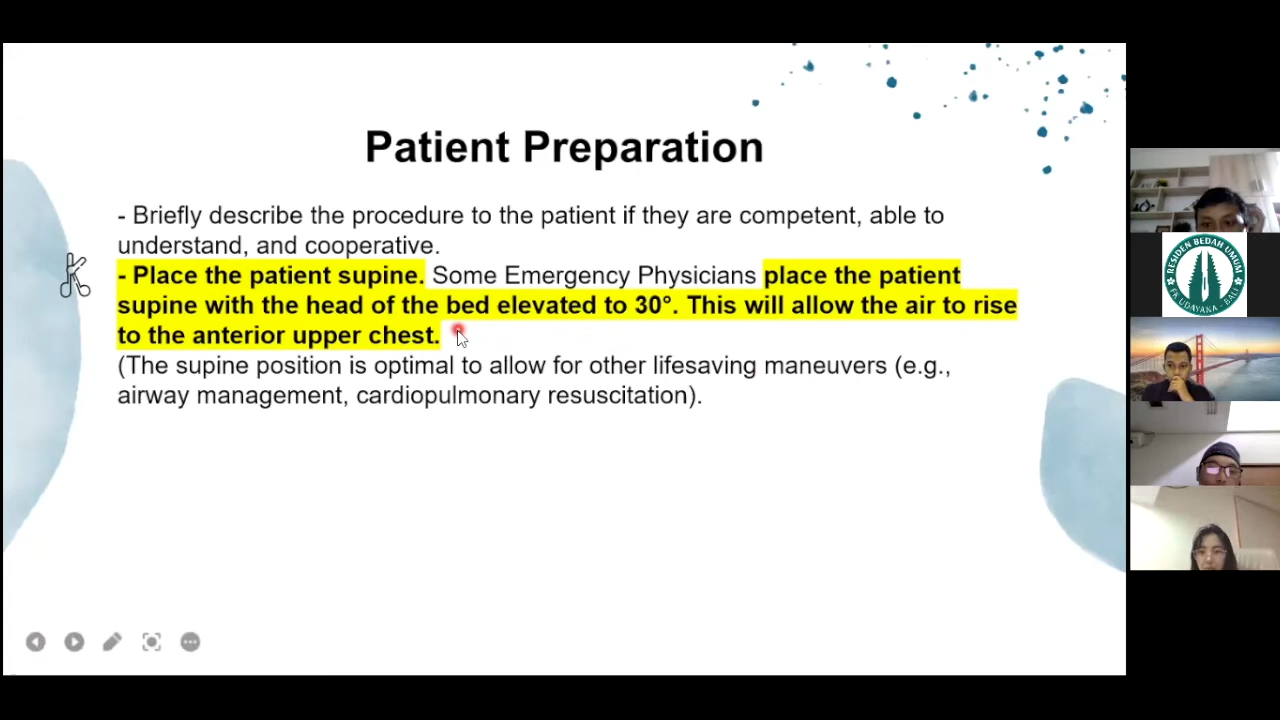 Patient Preparation
- Briefly describe the procedure to the patient if they are competent, able to
understand, and cooperative.
- Place the patient supine. Some Emergency Physicians place the patient
supine with the head of the bed elevated to 30°. This will allow the air to rise
to the anterior upper chest.
(The supine position is optimal to allow for other lifesaving maneuvers (e.g.,
airway management, cardiopulmonary resuscitation).
RESIDEN BEDAH UMUM
FK UDAYANA - BALI